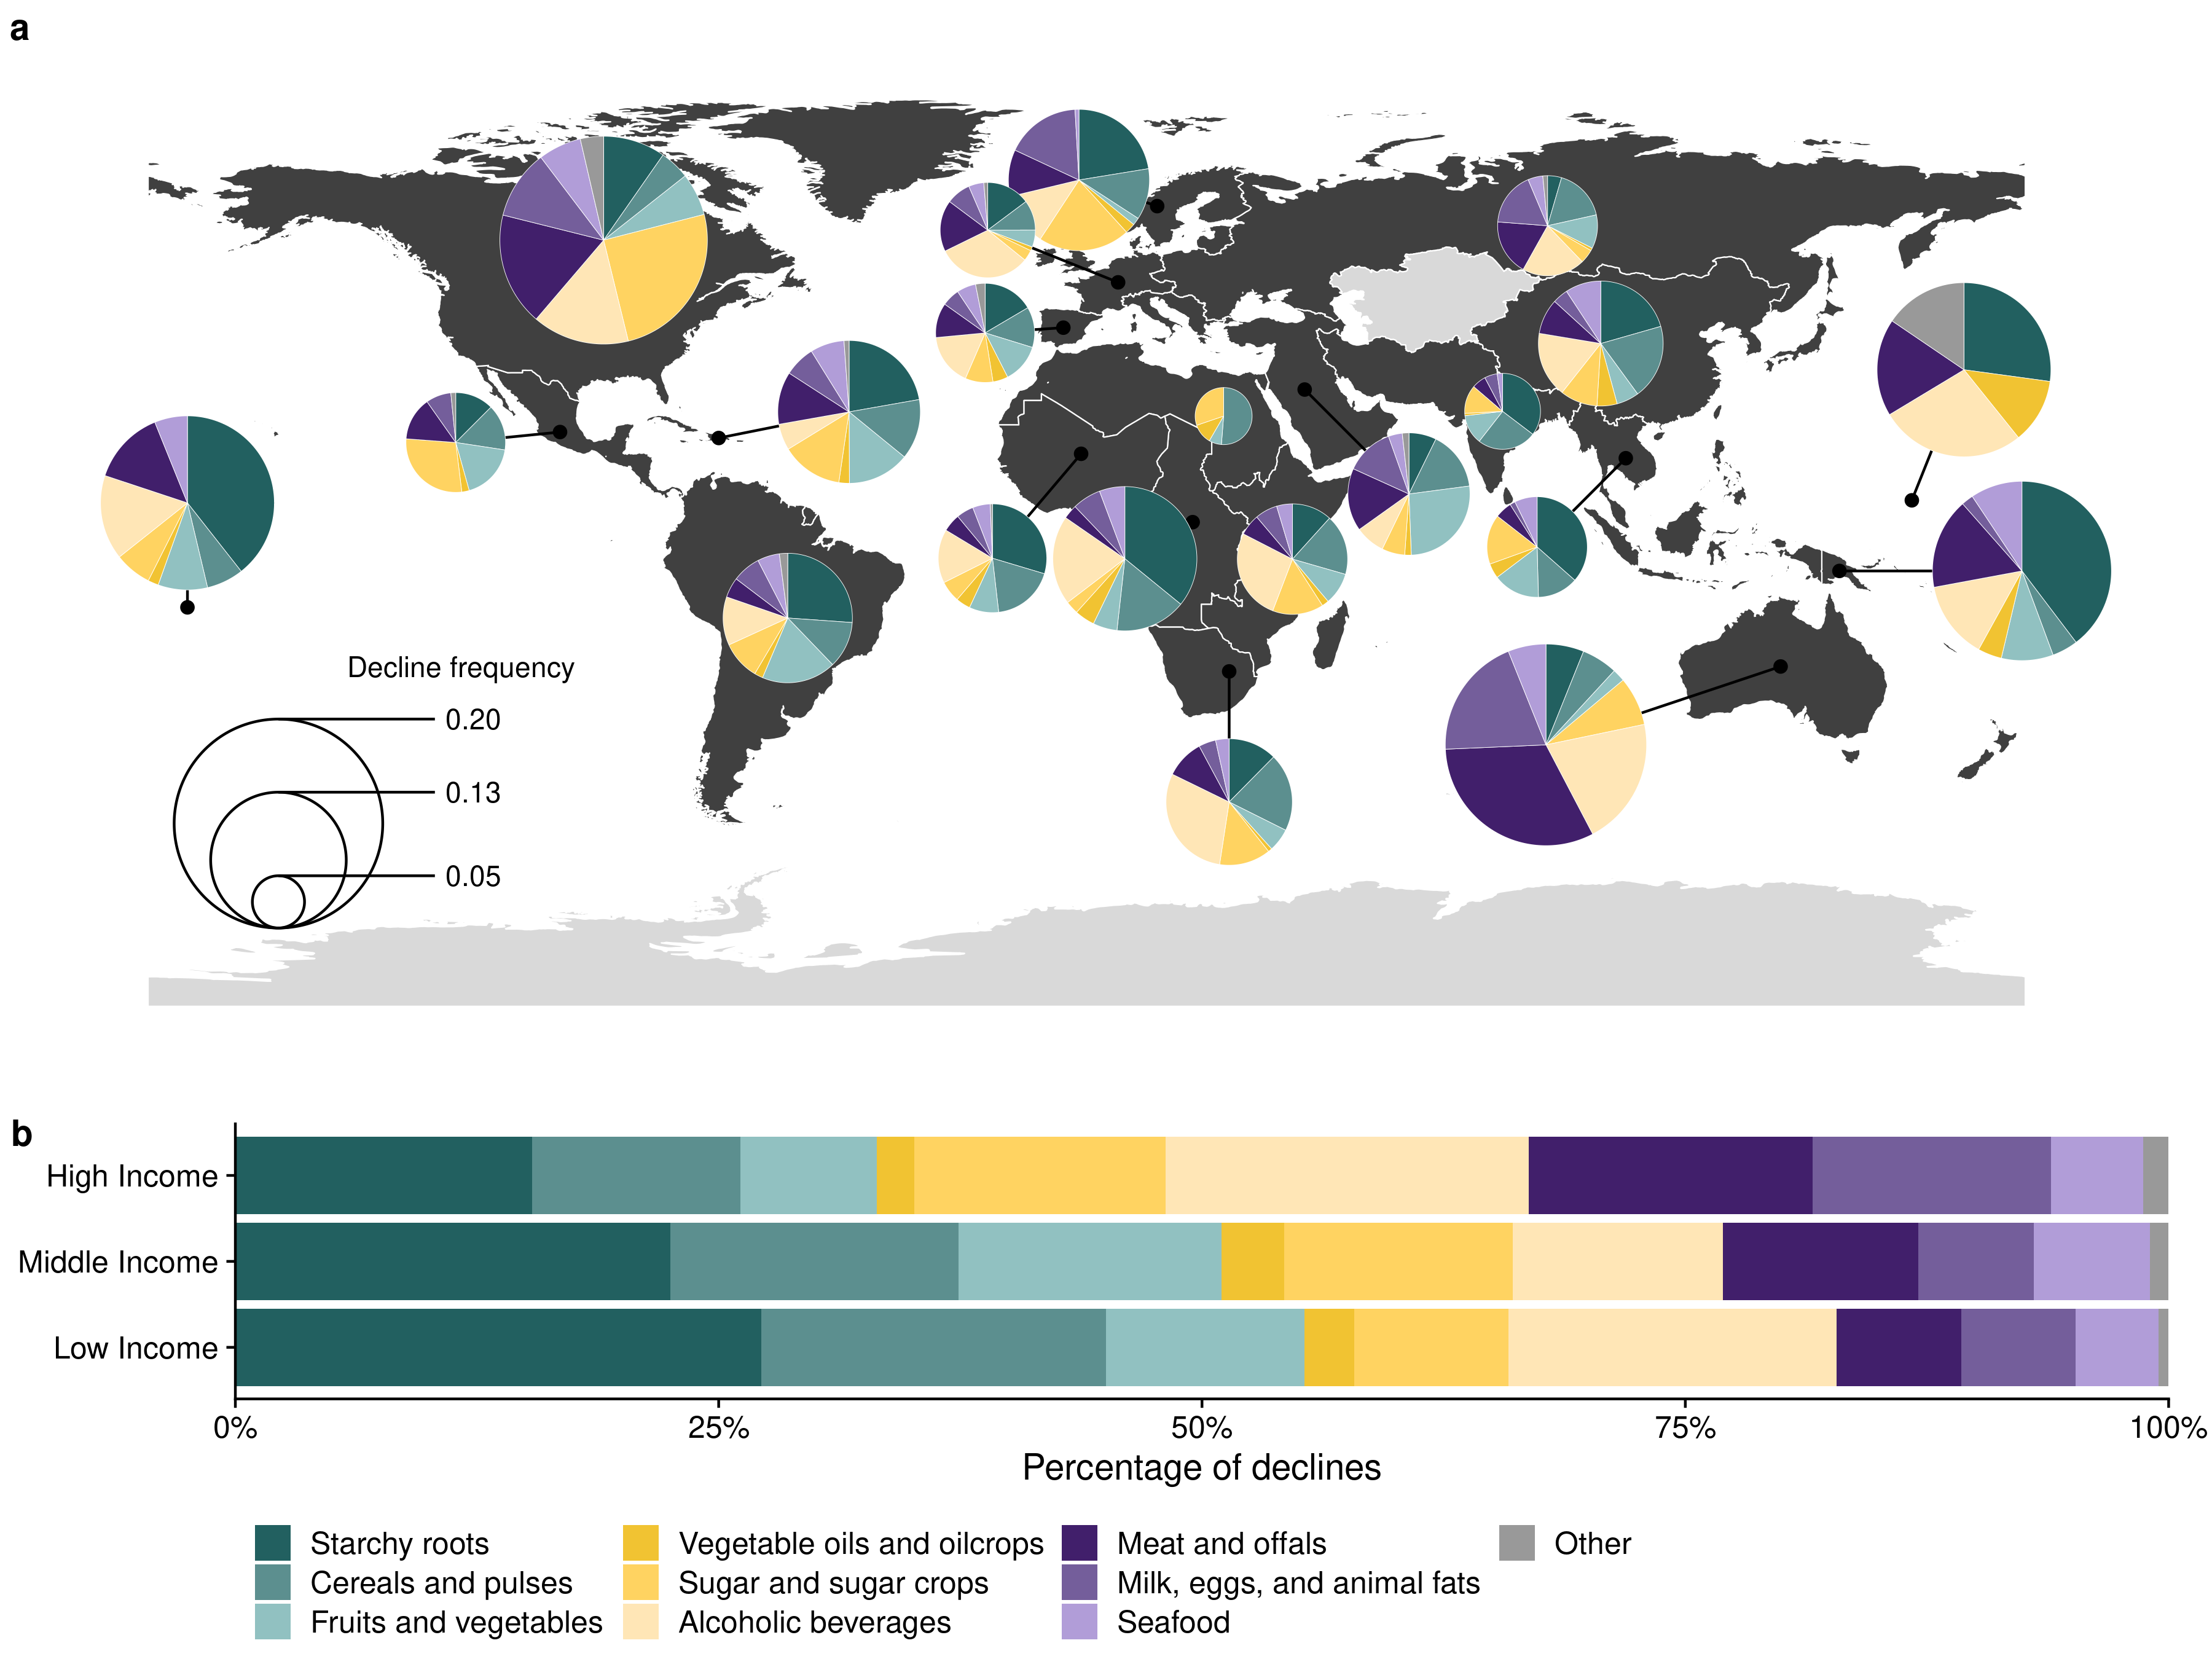 a
Decline frequency
0.20
0.13
0.05
b
High Income
Middle Income
Low Income
0% 25% 50% 75% 100%
Percentage of declines
Starchy roots Vegetable oils and oilcrops Meat and offals Other
Cereals and pulses Sugar and sugar crops Milk, eggs, and animal fats
Fruits and vegetables Alcoholic beverages Seafood